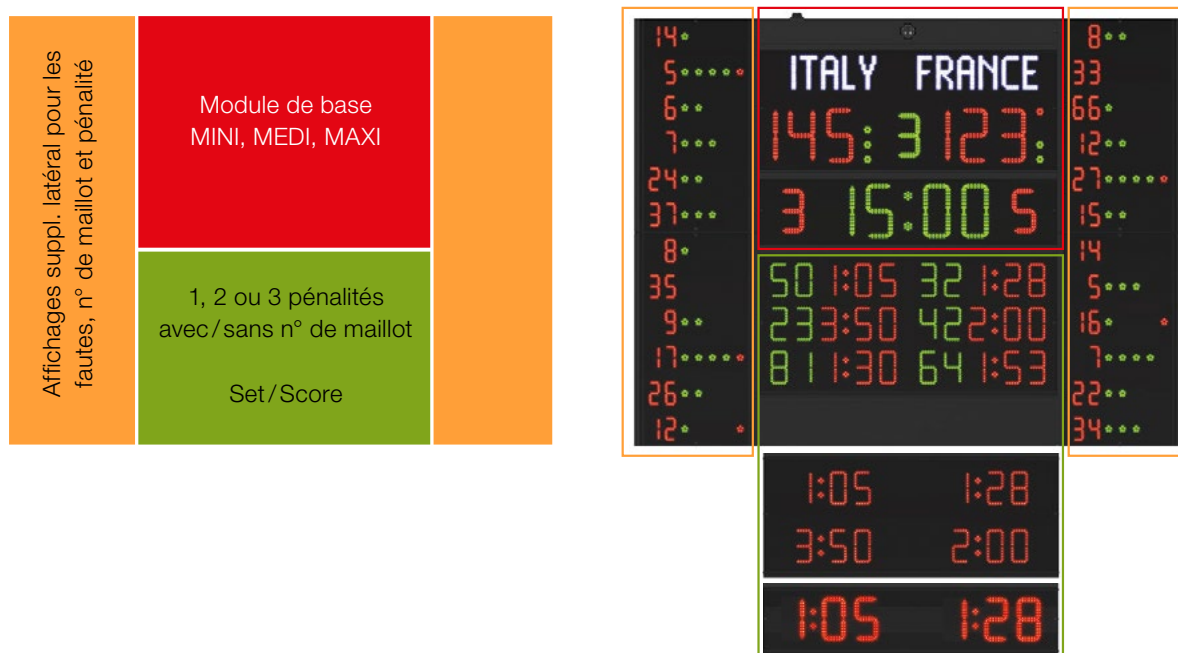 Affichages suppl. latéral pour les
fautes, n° de maillot et pénalité
Module de base
MINI, MEDI, MAXI
1, 2 ou 3 pénalités
avec / sans n° de maillot
Set / Score
14
5
6
7
24
37
8
35
9
17
26
12
ITALY FRANCE
145: 3 123:
3 15:00 5
50 1:05 32 1:28
23 3:50 42 2:00
81 1:30 64 1:53
8
33
66
12
27
15
14
5
16
7
22
34
1:05 1:28
3:50 2:00
1:05 1:28